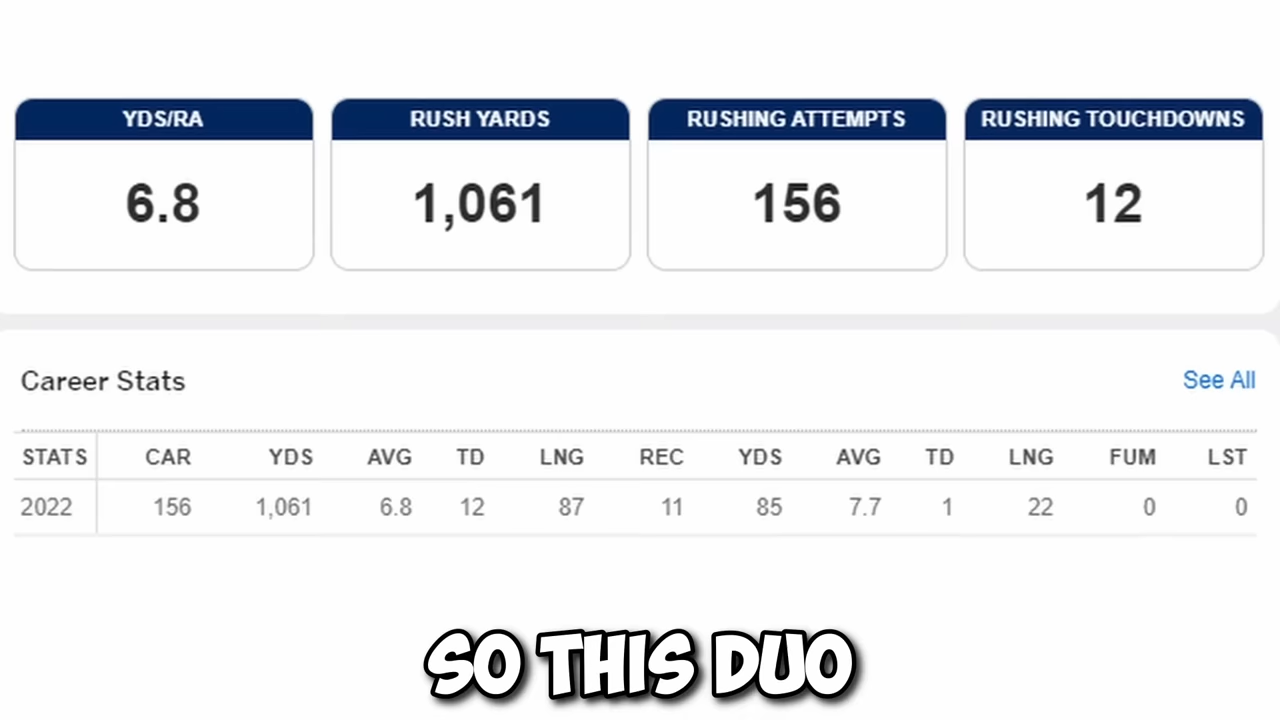 YDS/RA RUSH YARDS RUSHING ATTEMPTS RUSHING TOUCHDOWNS
6.8 1,061 156 12
Career Stats See All
STATS CAR YDS AVG TD LNG REC YDS AVG TD LNG FUM LST
2022 156 1,061 6.8 12 87 11 85 7.7 1 22 0 0
SO THIS DUO